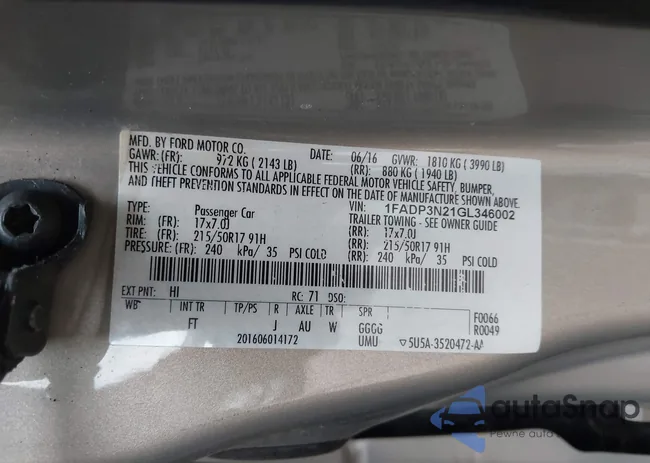 MFD. BY FORD MOTOR CO.
DATE: 06/16 GVWR: 1810 KG ( 3990 LB)
GAWR: (FR): 972 KG ( 2143 LB) (RR): 880 KG ( 1940 LB)
THIS VEHICLE CONFORMS TO ALL APPLICABLE FEDERAL MOTOR VEHICLE SAFETY, BUMPER,
AND THEFT PREVENTION STANDARDS IN EFFECT ON THE DATE OF MANUFACTURE SHOWN ABOVE.
VIN: 1FADP3N21GL346002
TYPE: Passenger Car TRAILER TOWING - SEE OWNER GUIDE
RIM: (FR): 17x7.0J (RR): 17x7.0J
TIRE: (FR): 215/50R17 91H (RR): 215/50R17 91H
PRESSURE: (FR): 240 kPa/ 35 PSI COLD (RR): 240 kPa/ 35 PSI COLD
EXT PNT: HI RC: 71 DSO:
F0066
WB INT TR TP/PS R AXLE TR SPR R0049
FT J AU W GGGG
201606014172 UMU ▽5U5A-3520472-AA
autoSnap
Pewne auto